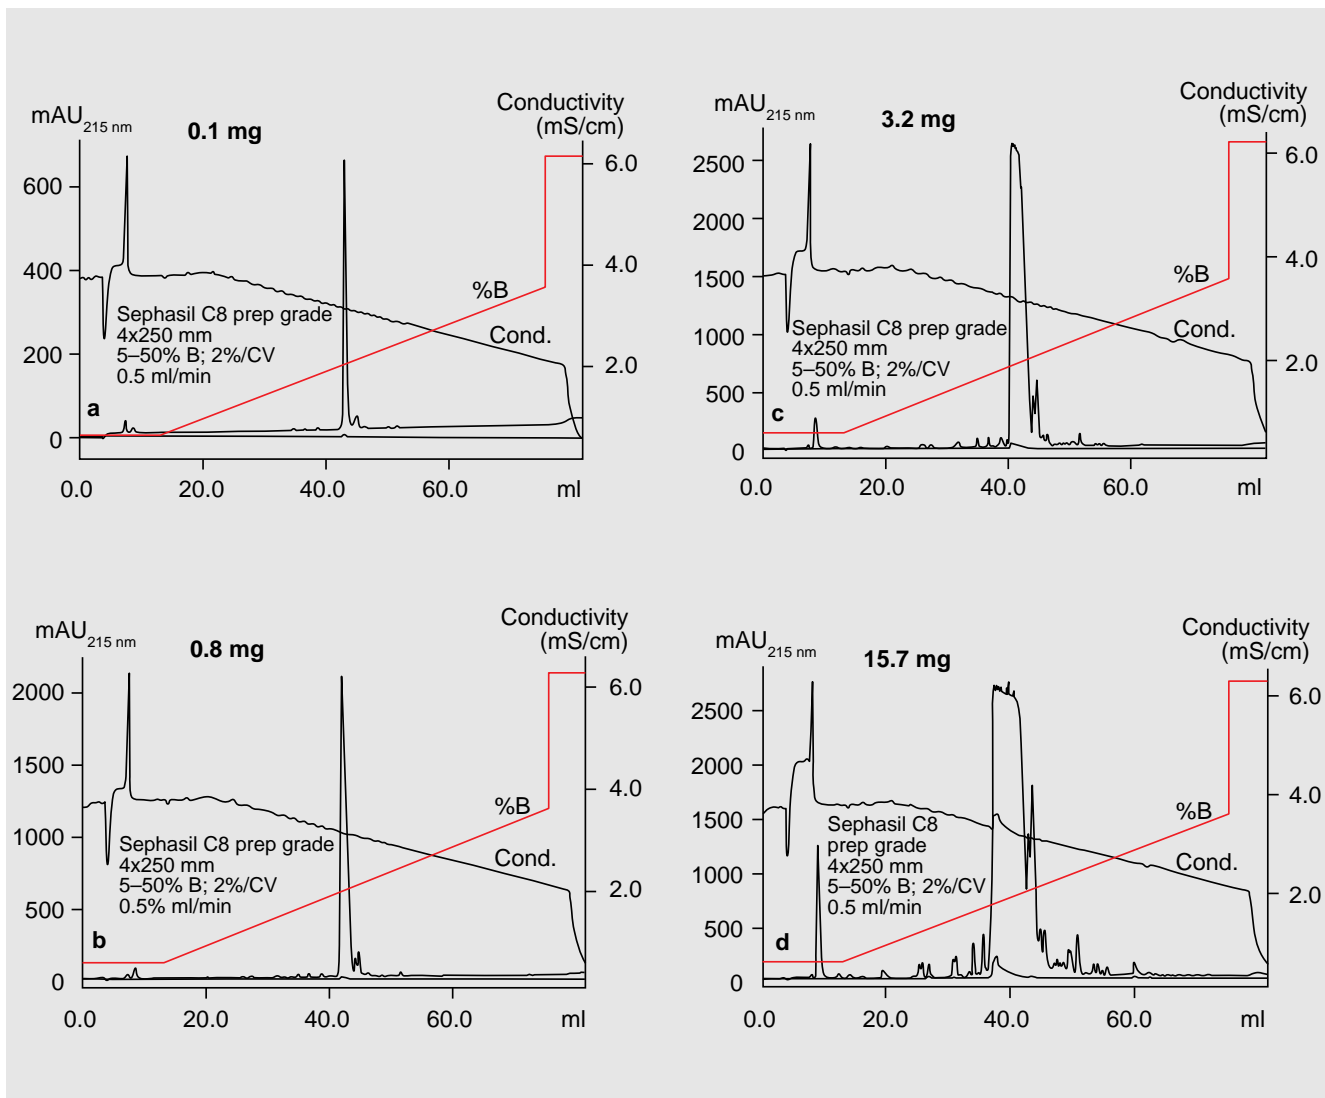 mAU215 nm
0.1 mg
Conductivity
(mS/cm)
600
400
200
0
6.0
4.0
2.0
%B
Cond.
Sephasil C8 prep grade
4x250 mm
5–50% B; 2%/CV
0.5 ml/min
a
0.0 20.0 40.0 60.0 ml
mAU215 nm
3.2 mg
Conductivity
(mS/cm)
2500
2000
1500
1000
500
0
6.0
4.0
2.0
%B
Cond.
Sephasil C8 prep grade
4x250 mm
5–50% B; 2%/CV
0.5 ml/min
c
0.0 20.0 40.0 60.0 ml
mAU215 nm
0.8 mg
Conductivity
(mS/cm)
2000
1500
1000
500
0
6.0
4.0
2.0
%B
Cond.
Sephasil C8 prep grade
4x250 mm
5–50% B; 2%/CV
0.5% ml/min
b
0.0 20.0 40.0 60.0 ml
mAU215 nm
15.7 mg
Conductivity
(mS/cm)
2500
2000
1500
1000
500
0
6.0
4.0
2.0
%B
Cond.
Sephasil C8
prep grade
4x250 mm
5–50% B; 2%/CV
0.5 ml/min
d
0.0 20.0 40.0 60.0 ml